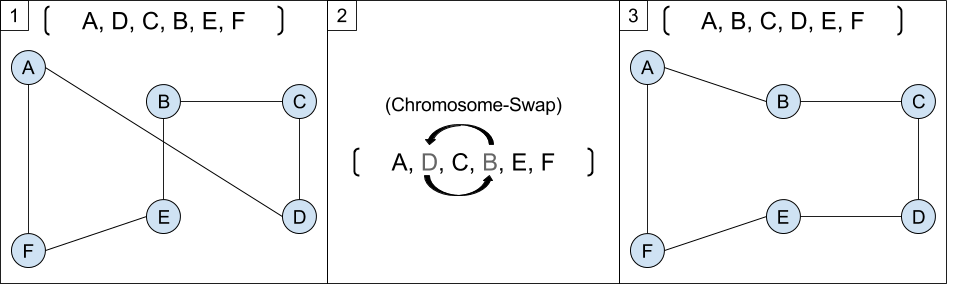 1
( A, D, C, B, E, F )
A
B
C
E
D
F
2
(Chromosome-Swap)
( A, D, C, B, E, F )
3
( A, B, C, D, E, F )
A
B
C
E
D
F